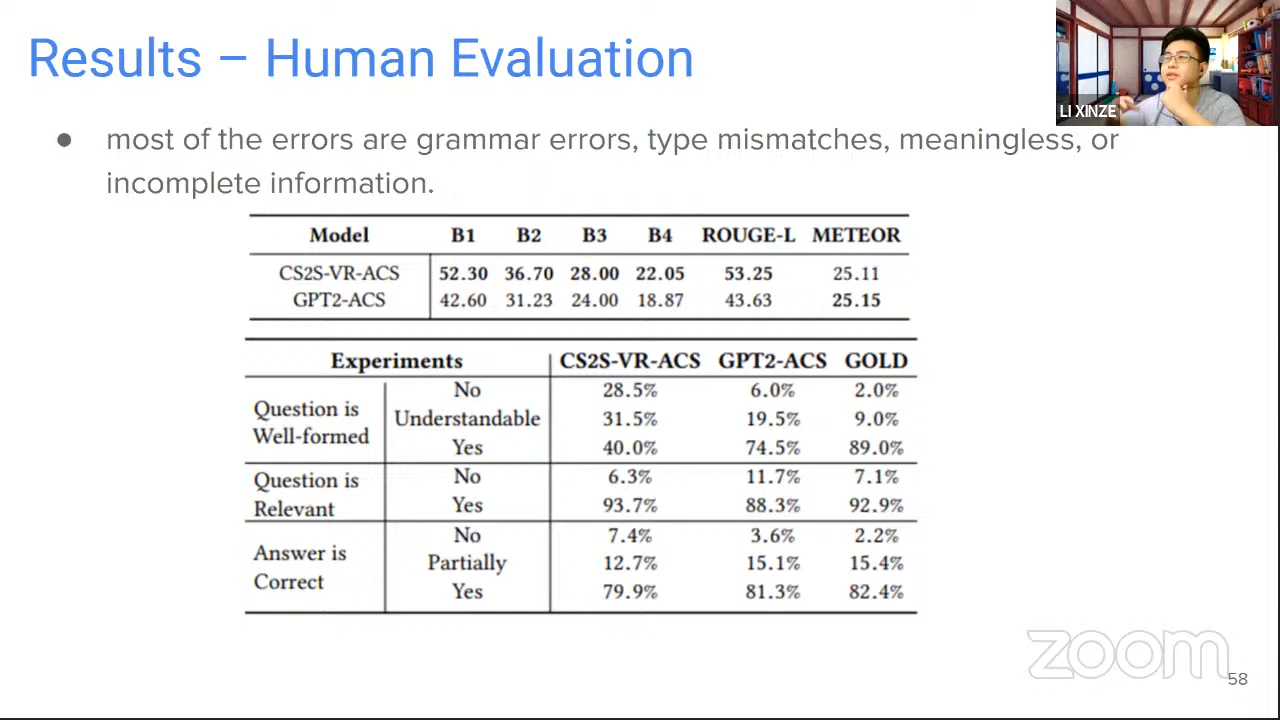 Results – Human Evaluation
LI XINZE
● most of the errors are grammar errors, type mismatches, meaningless, or
incomplete information.
Model B1 B2 B3 B4 ROUGE-L METEOR
CS2S-VR-ACS 52.30 36.70 28.00 22.05 53.25 25.11
GPT2-ACS 42.60 31.23 24.00 18.87 43.63 25.15
Experiments CS2S-VR-ACS GPT2-ACS GOLD
Question is Well-formed
No 28.5% 6.0% 2.0%
Understandable 31.5% 19.5% 9.0%
Yes 40.0% 74.5% 89.0%
Question is Relevant
No 6.3% 11.7% 7.1%
Yes 93.7% 88.3% 92.9%
Answer is Correct
No 7.4% 3.6% 2.2%
Partially 12.7% 15.1% 15.4%
Yes 79.9% 81.3% 82.4%
zoom
58